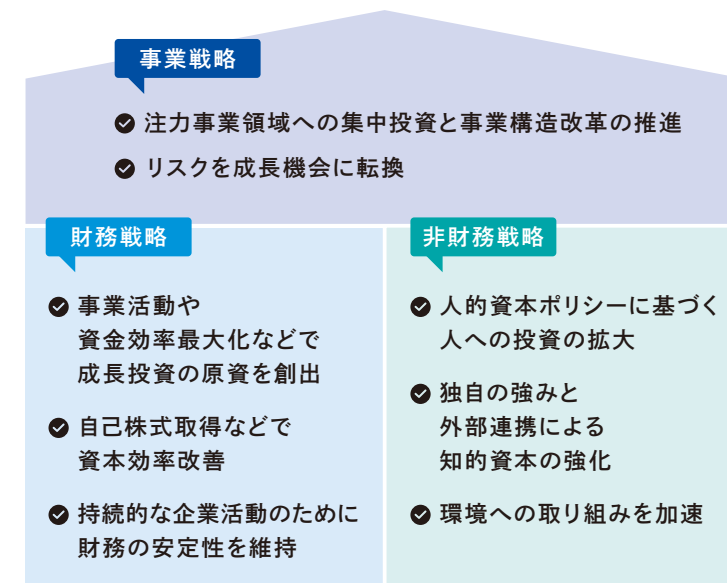 事業戦略
注力事業領域への集中投資と事業構造改革の推進
リスクを成長機会に転換
財務戦略
事業活動や
資金効率最大化などで
成長投資の原資を創出
自己株式取得などで
資本効率改善
持続的な企業活動のために
財務の安定性を維持
非財務戦略
人的資本ポリシーに基づく
人への投資の拡大
独自の強みと
外部連携による
知的資本の強化
環境への取り組みを加速